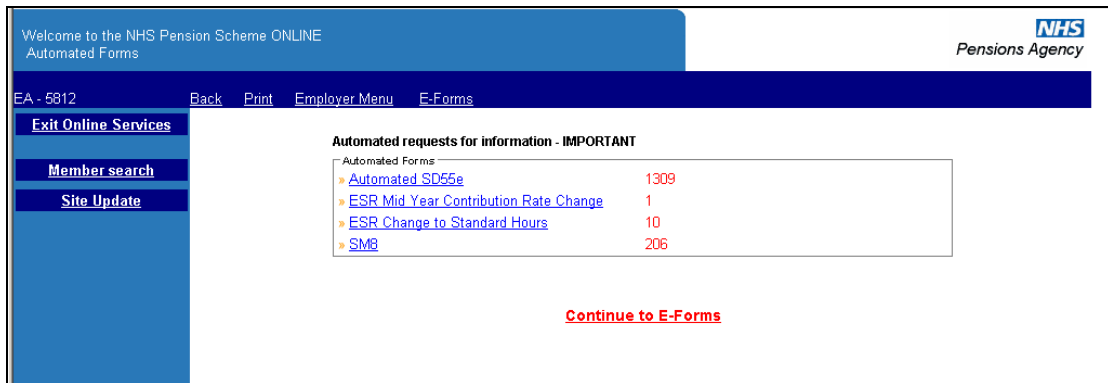 Welcome to the NHS Pension Scheme ONLINE
Automated Forms
NHS
Pensions Agency
EA - 5812 Back Print Employer Menu E-Forms
Exit Online Services
Member search
Site Update
Automated requests for information - IMPORTANT
Automated Forms
» Automated SD55e 1309
» ESR Mid Year Contribution Rate Change 1
» ESR Change to Standard Hours 10
» SM8 206
Continue to E-Forms